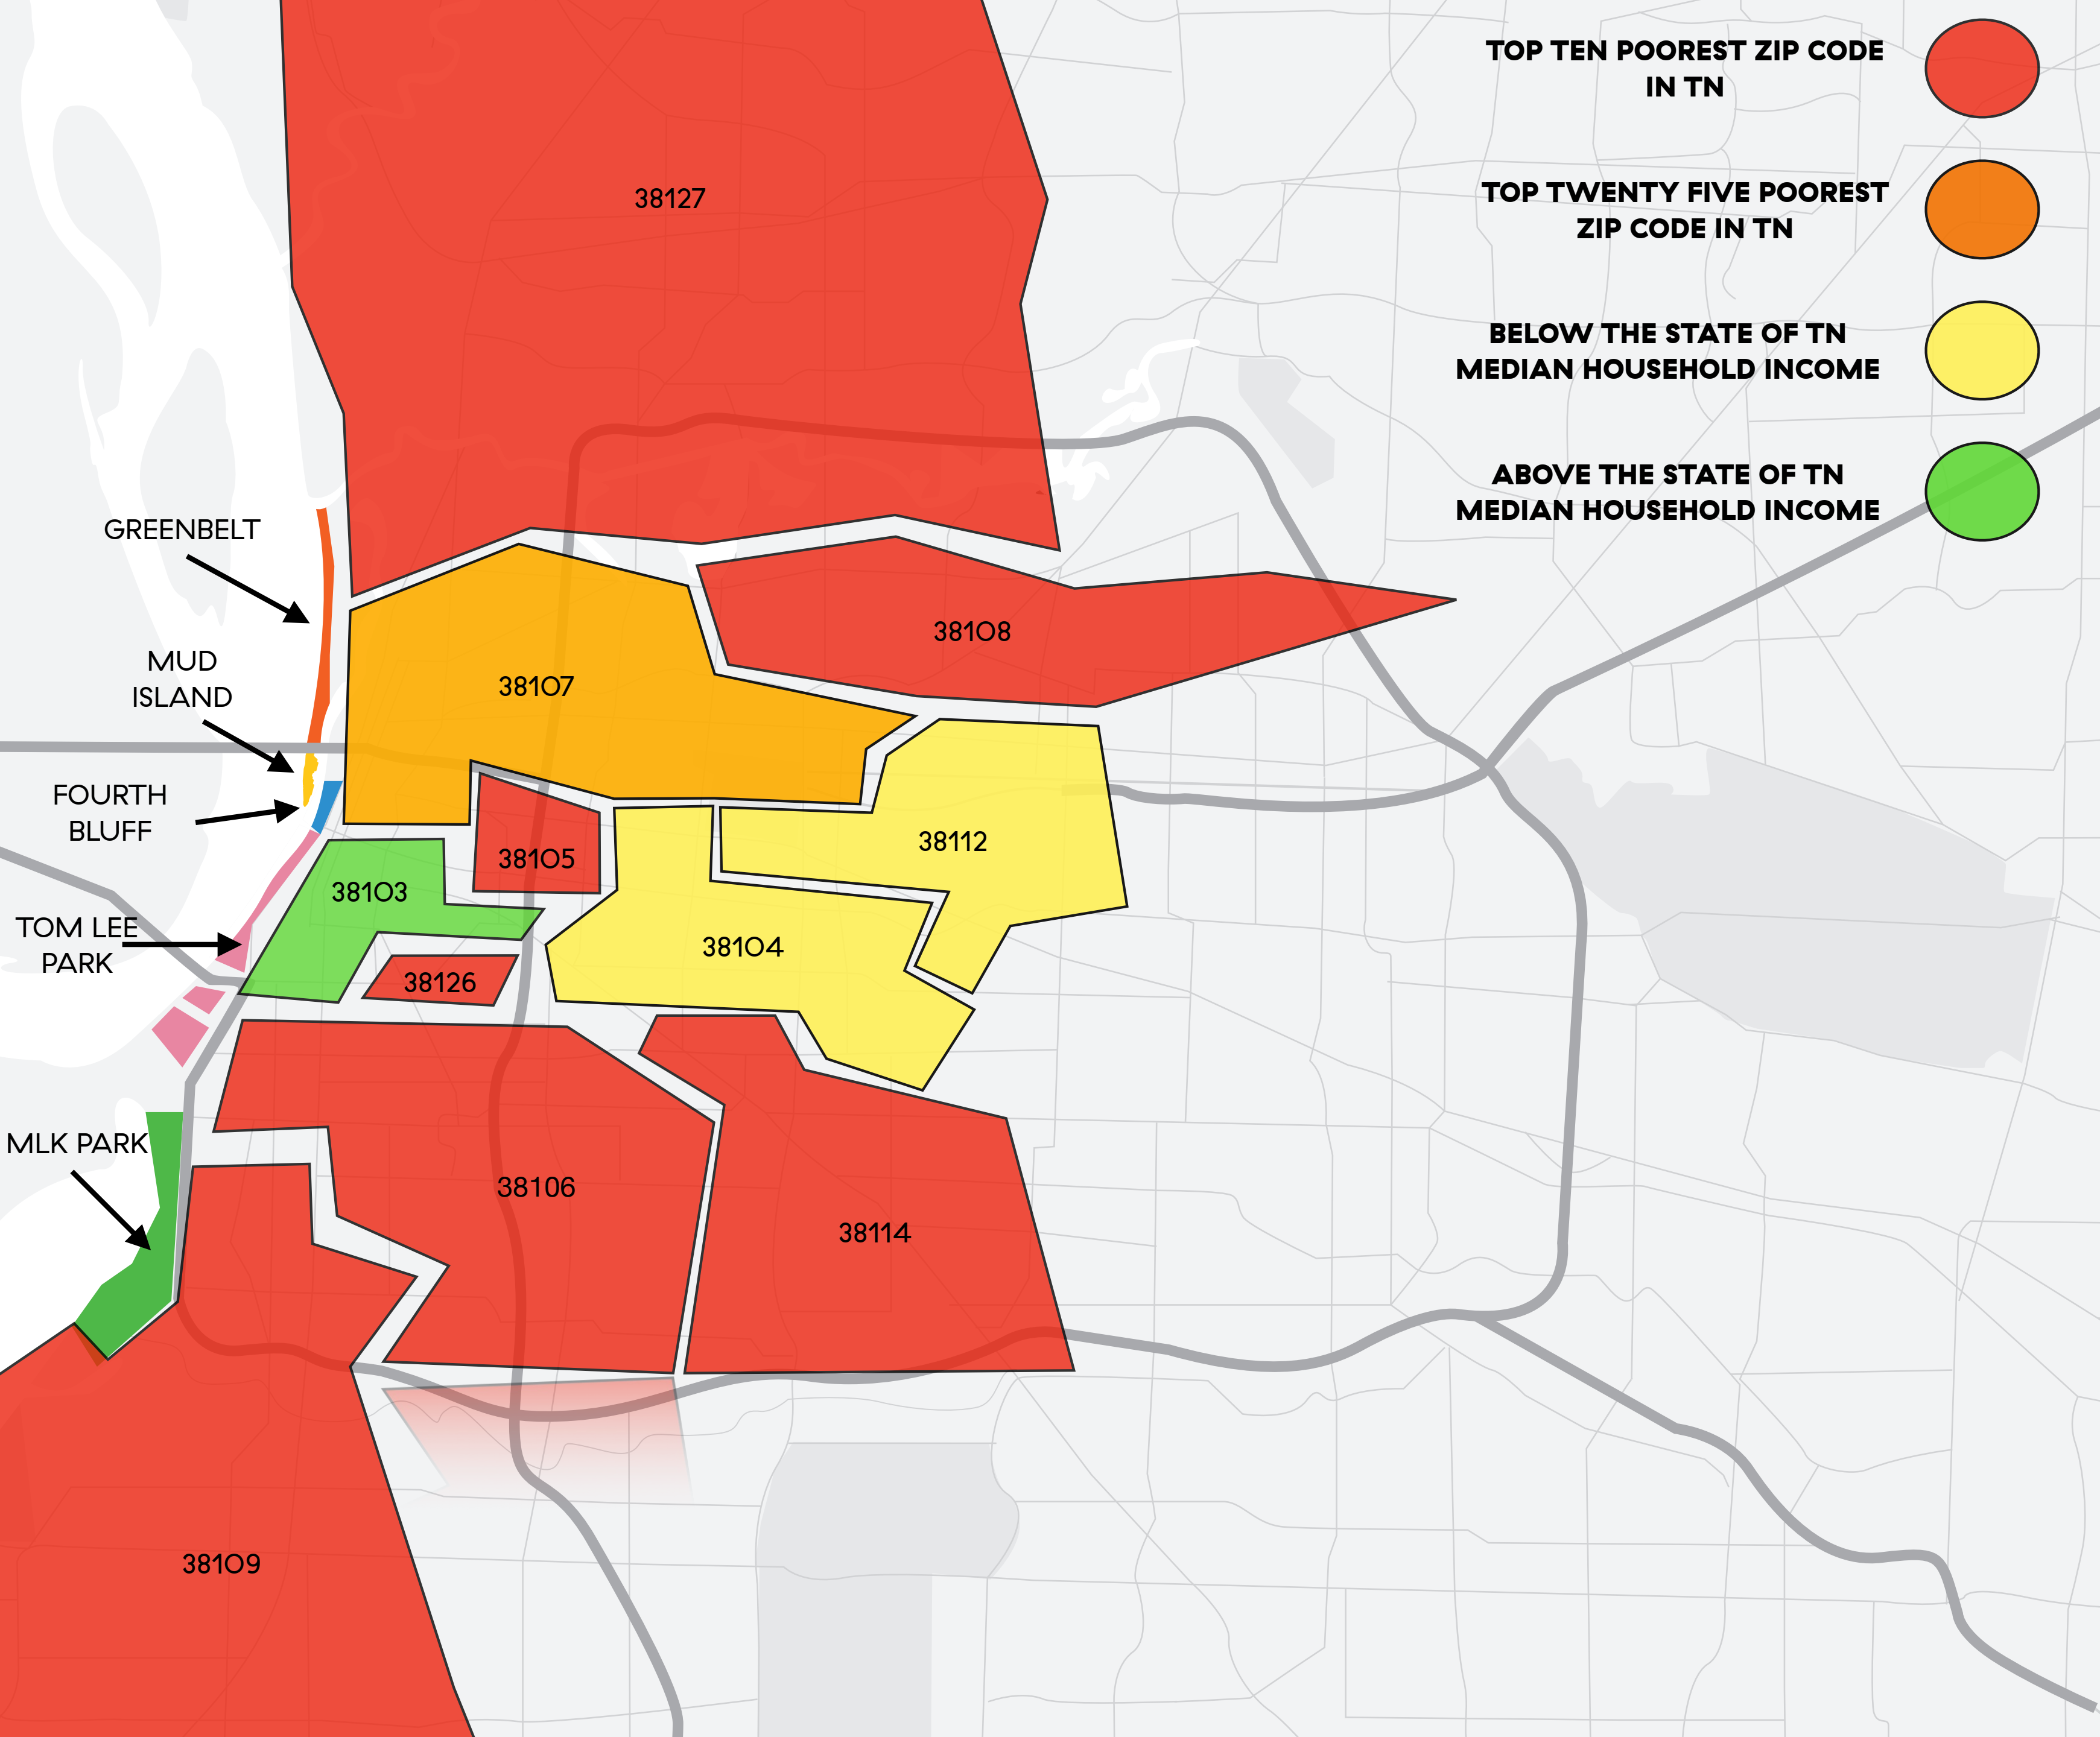 TOP TEN POOREST ZIP CODE
IN TN
TOP TWENTY FIVE POOREST
ZIP CODE IN TN
BELOW THE STATE OF TN
MEDIAN HOUSEHOLD INCOME
ABOVE THE STATE OF TN
MEDIAN HOUSEHOLD INCOME
38127
GREENBELT
38108
MUD
ISLAND
38107
FOURTH
BLUFF
38112
38105
38103
TOM LEE
PARK
38104
38126
MLK PARK
38106
38114
38109